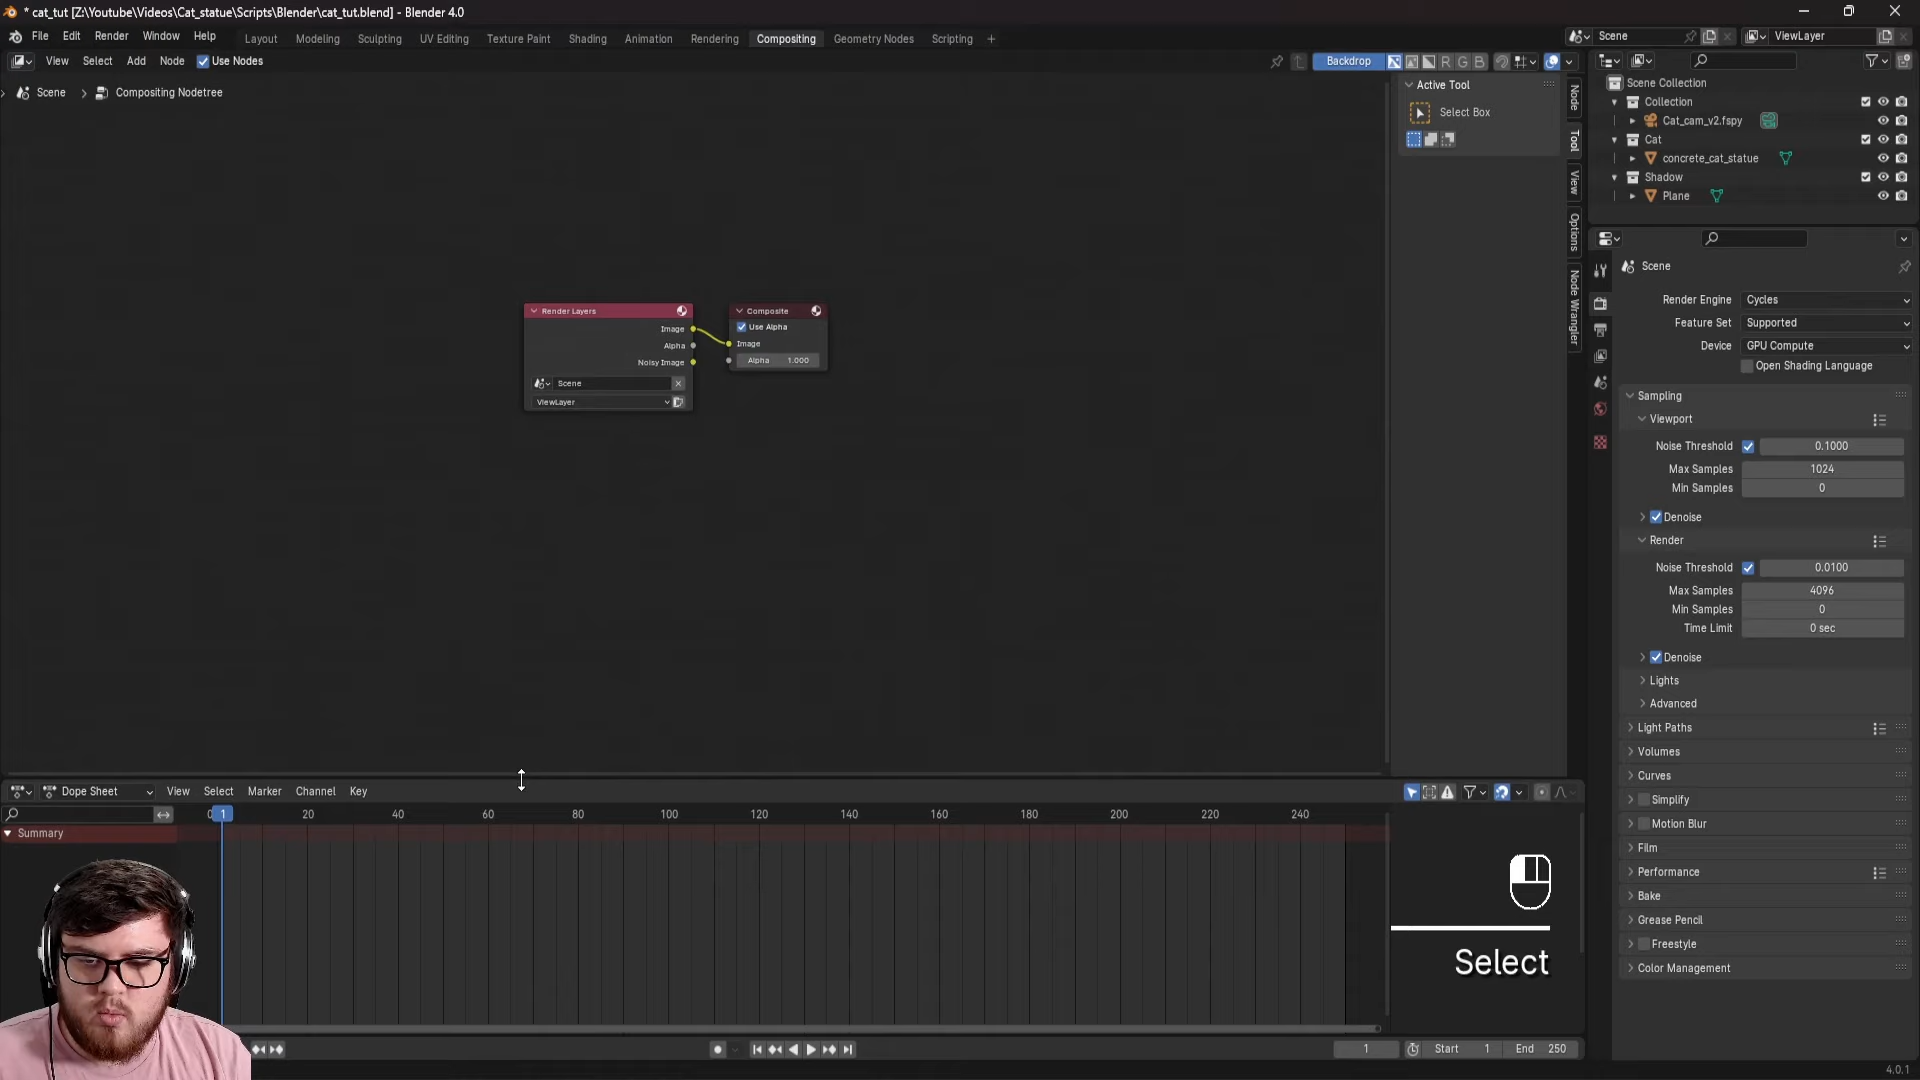 * cat_tut [Z:\Youtube\Videos\Cat_statue\Scripts\Blender\cat_tut.blend] - Blender 4.0
File Edit Render Window Help Layout Modeling Sculpting UV Editing Texture Paint Shading Animation Rendering Compositing Geometry Nodes Scripting + Scene ViewLayer
View Select Add Node Use Nodes Backdrop R G B
Scene > Compositing Nodetree
Active Tool
Select Box
Node
Tool
View
Options
Node Wrangler
Render Layers
Image
Alpha
Noisy Image
Scene
ViewLayer
Composite
Use Alpha
Image
Alpha 1.000
Scene Collection
Collection
Cat_cam_v2.fspy
Cat
concrete_cat_statue
Shadow
Plane
Scene
Render Engine Cycles
Feature Set Supported
Device GPU Compute
Open Shading Language
Sampling
Viewport
Noise Threshold 0.1000
Max Samples 1024
Min Samples 0
Denoise
Render
Noise Threshold 0.0100
Max Samples 4096
Min Samples 0
Time Limit 0 sec
Denoise
Lights
Advanced
Light Paths
Volumes
Curves
Simplify
Motion Blur
Film
Performance
Bake
Grease Pencil
Freestyle
Color Management
Dope Sheet View Select Marker Channel Key
0 1 20 40 60 80 100 120 140 160 180 200 220 240
Summary
Select
1 Start 1 End 250
4.0.1